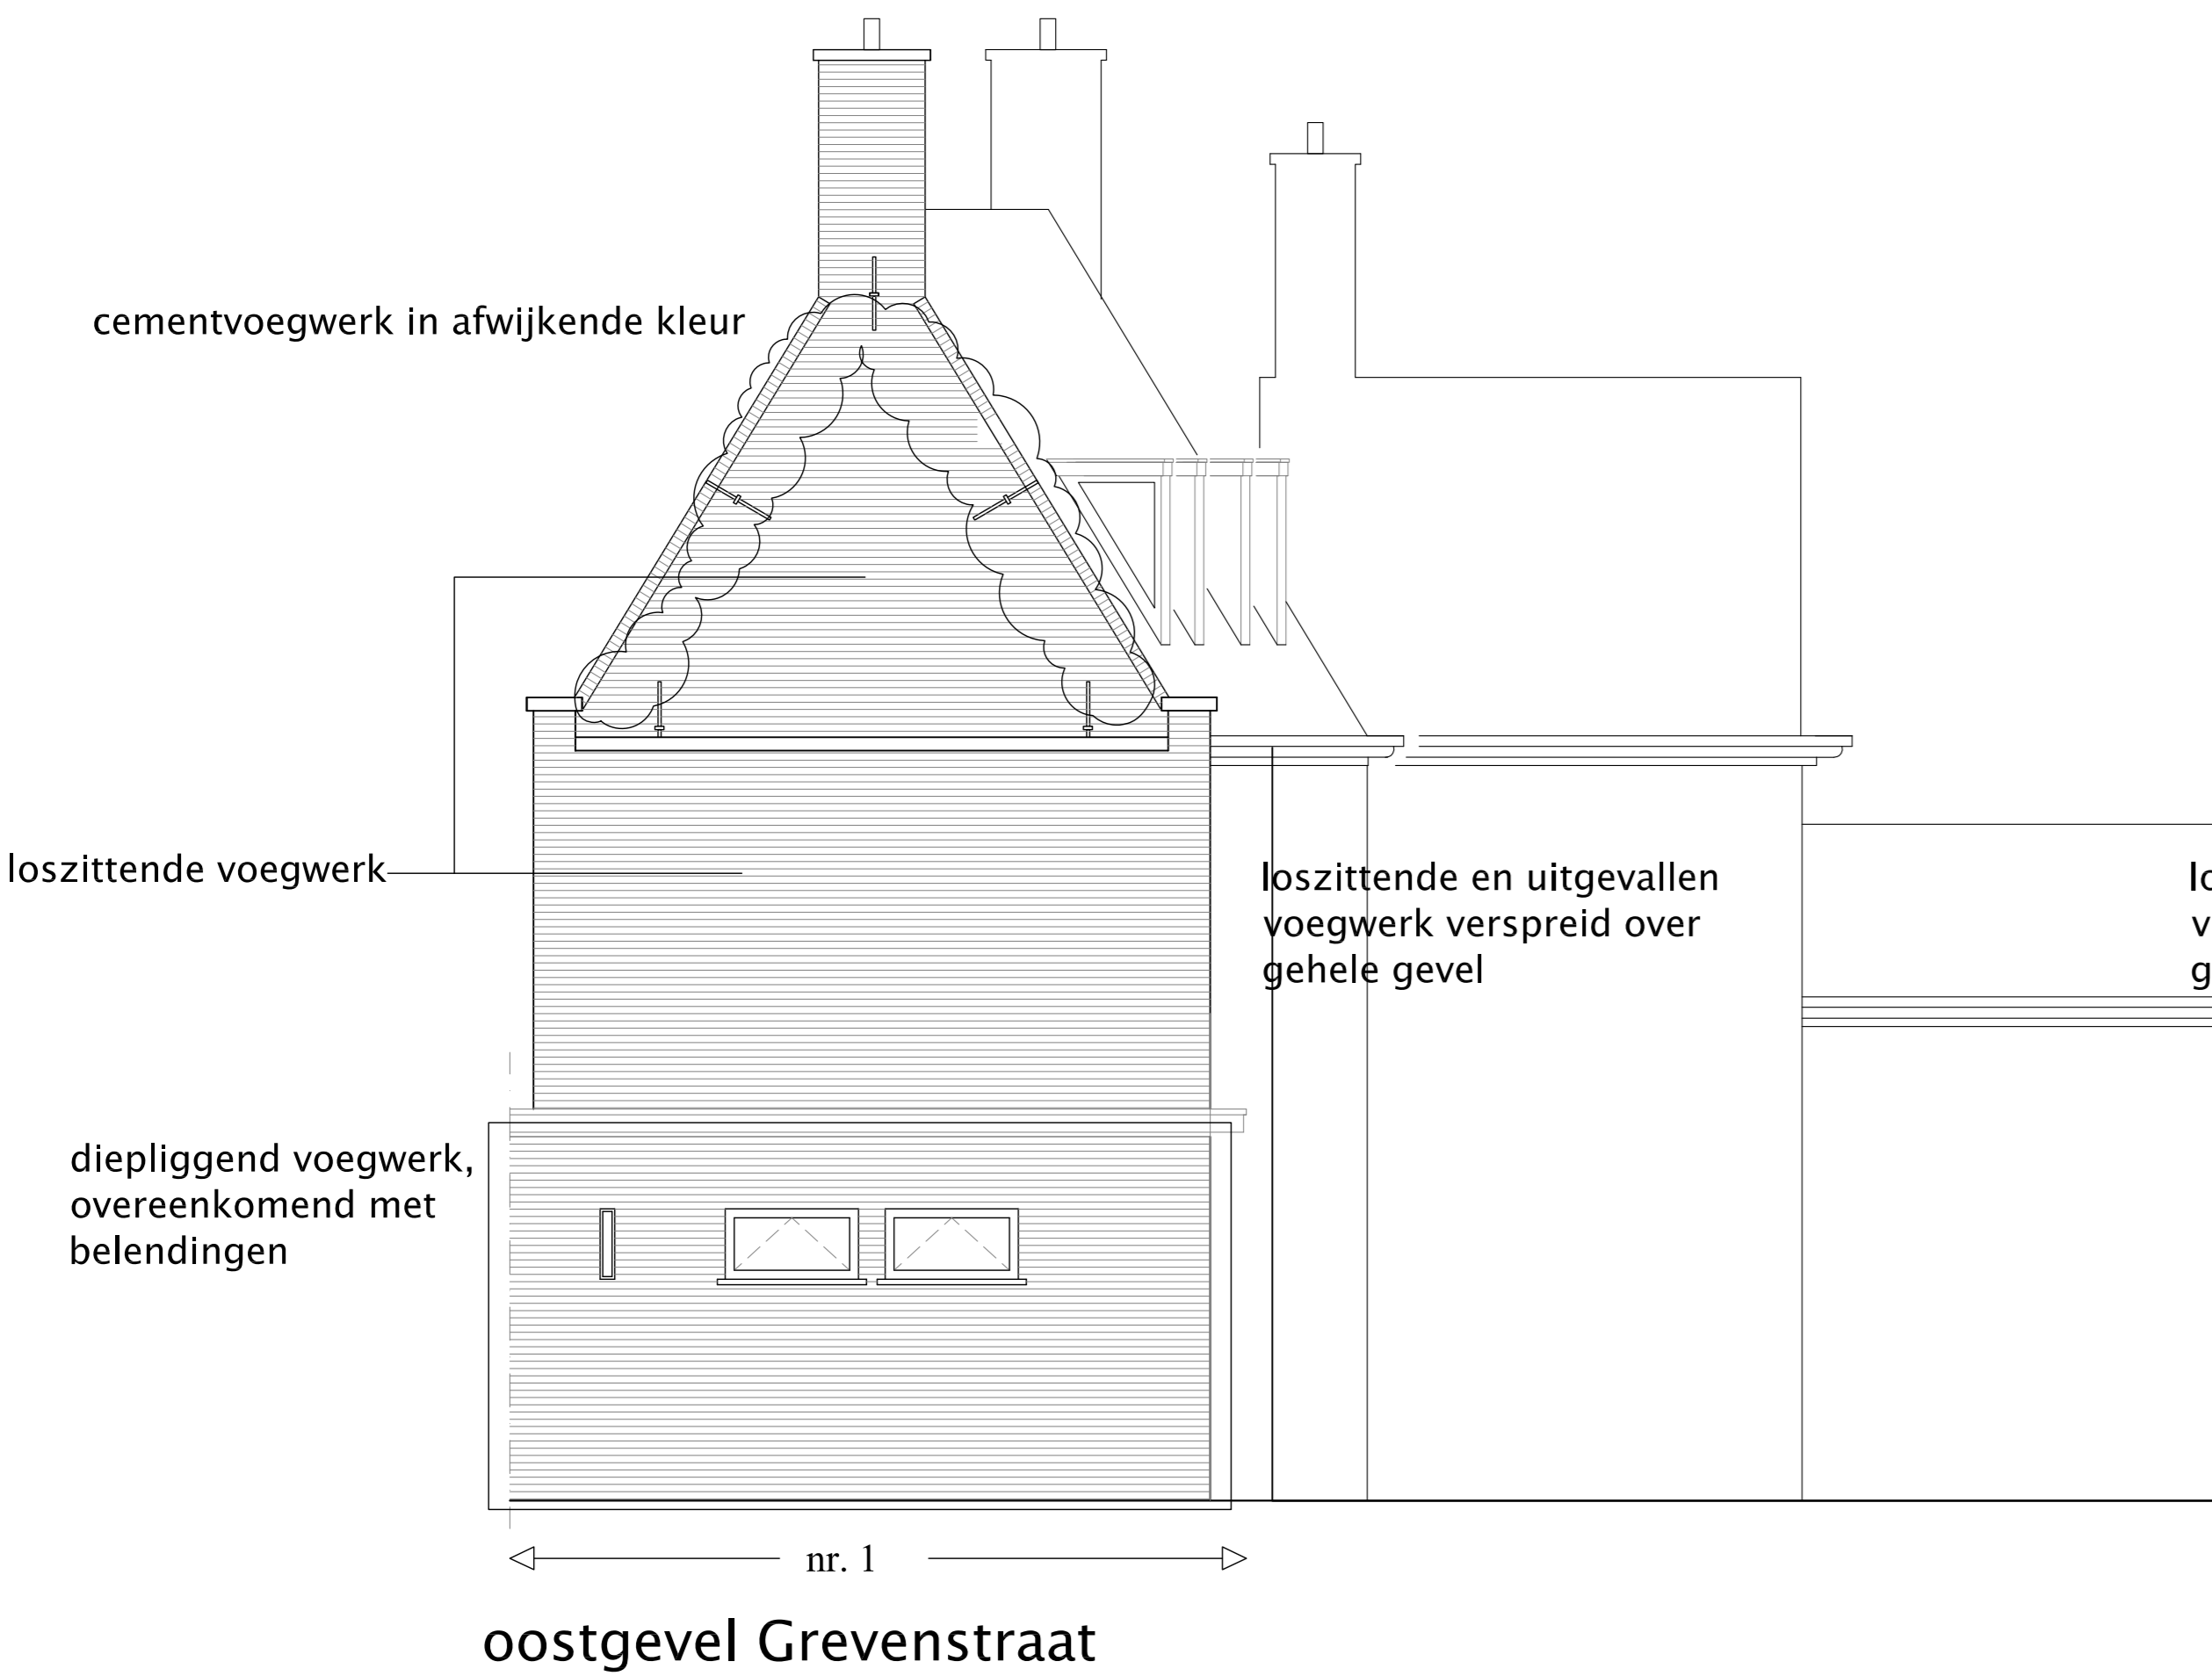 cementvoegwerk in afwijkende kleur
loszittende voegwerk
loszittende en uitgevallen
voegwerk verspreid over
gehele gevel
diepliggend voegwerk,
overeenkomend met
belendingen
nr. 1
oostgevel Grevenstraat